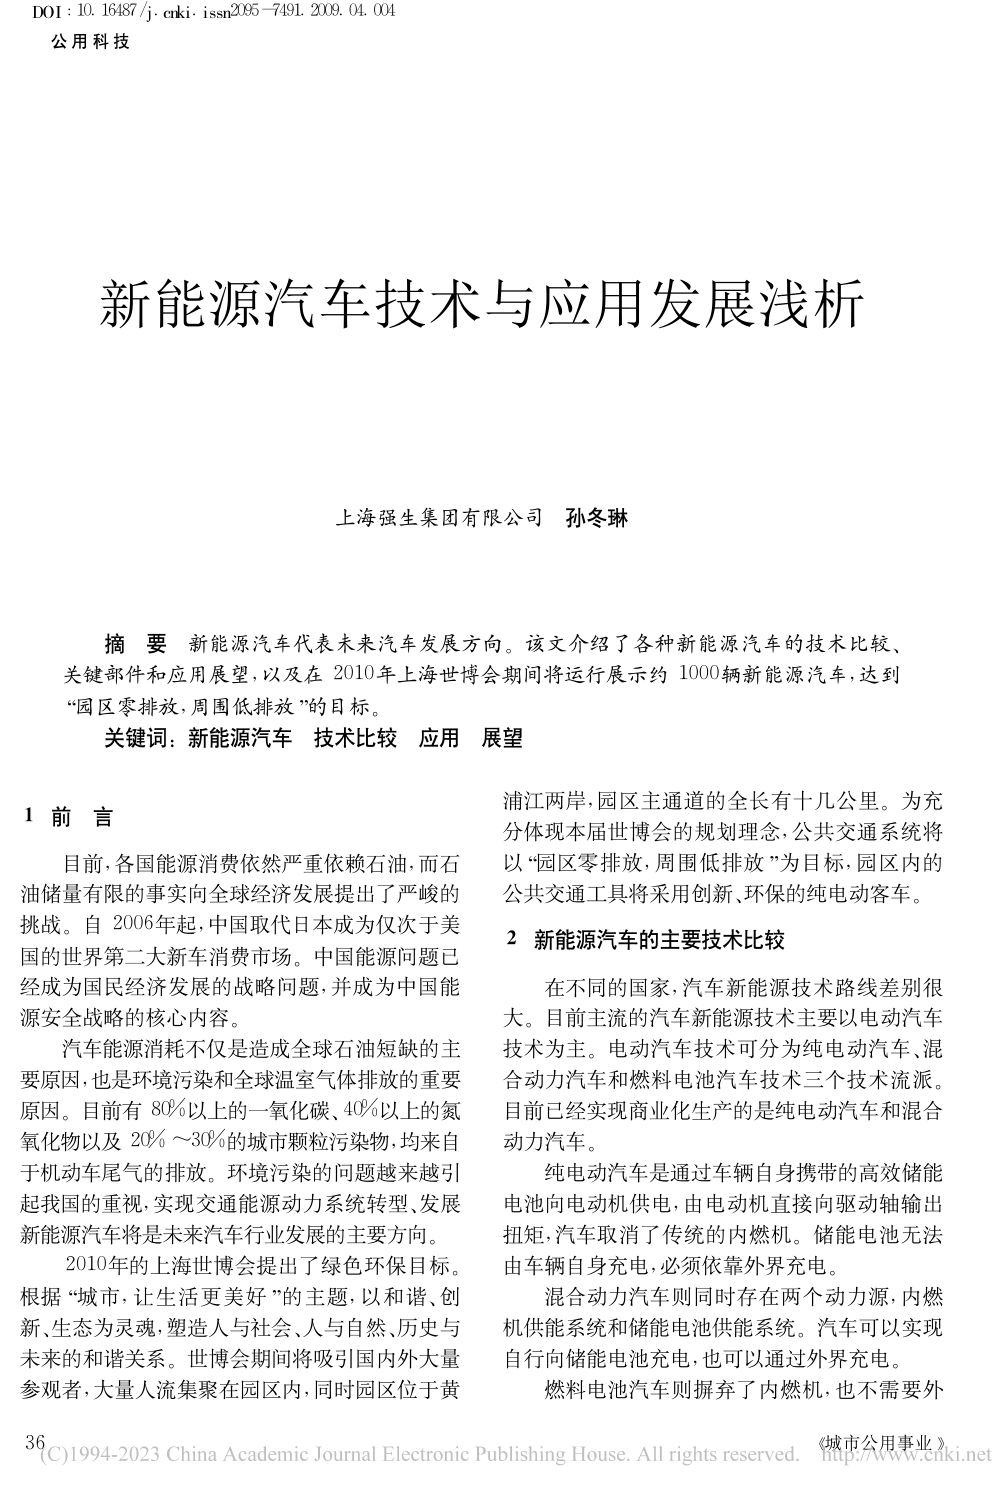 DOI:10.16487/j.cnki.issn2095-7491.2009.04.004
公用科技
新能源汽车技术与应用发展浅析
上海强生集团有限公司　孙冬琳
摘　要　新能源汽车代表未来汽车发展方向。该文介绍了各种新能源汽车的技术比较、
关键部件和应用展望,以及在 2010年上海世博会期间将运行展示约 1000辆新能源汽车,达到
“园区零排放,周围低排放”的目标。
关键词：新能源汽车　技术比较　应用　展望
1　前　言
目前,各国能源消费依然严重依赖石油,而石
油储量有限的事实向全球经济发展提出了严峻的
挑战。自 2006年起,中国取代日本成为仅次于美
国的世界第二大新车消费市场。中国能源问题已
经成为国民经济发展的战略问题,并成为中国能
源安全战略的核心内容。
汽车能源消耗不仅是造成全球石油短缺的主
要原因,也是环境污染和全球温室气体排放的重要
原因。目前有 80%以上的一氧化碳、40%以上的氮
氧化物以及 20%～30%的城市颗粒污染物,均来自
于机动车尾气的排放。环境污染的问题越来越引
起我国的重视,实现交通能源动力系统转型、发展
新能源汽车将是未来汽车行业发展的主要方向。
2010年的上海世博会提出了绿色环保目标。
根据“城市,让生活更美好”的主题,以和谐、创
新、生态为灵魂,塑造人与社会、人与自然、历史与
未来的和谐关系。世博会期间将吸引国内外大量
参观者,大量人流集聚在园区内,同时园区位于黄
浦江两岸,园区主通道的全长有十几公里。为充
分体现本届世博会的规划理念,公共交通系统将
以“园区零排放,周围低排放”为目标,园区内的
公共交通工具将采用创新、环保的纯电动客车。
2　新能源汽车的主要技术比较
在不同的国家,汽车新能源技术路线差别很
大。目前主流的汽车新能源技术主要以电动汽车
技术为主。电动汽车技术可分为纯电动汽车、混
合动力汽车和燃料电池汽车技术三个技术流派。
目前已经实现商业化生产的是纯电动汽车和混合
动力汽车。
纯电动汽车是通过车辆自身携带的高效储能
电池向电动机供电,由电动机直接向驱动轴输出
扭矩,汽车取消了传统的内燃机。储能电池无法
由车辆自身充电,必须依靠外界充电。
混合动力汽车则同时存在两个动力源,内燃
机供能系统和储能电池供能系统。汽车可以实现
自行向储能电池充电,也可以通过外界充电。
燃料电池汽车则摒弃了内燃机,也不需要外
36　《城市公用事业》
(C)1994-2023 China Academic Journal Electronic Publishing House. All rights reserved.　http://www.cnki.net